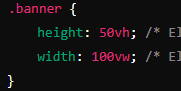 .banner {
height: 50vh; /* El
width: 100vw; /* El
}